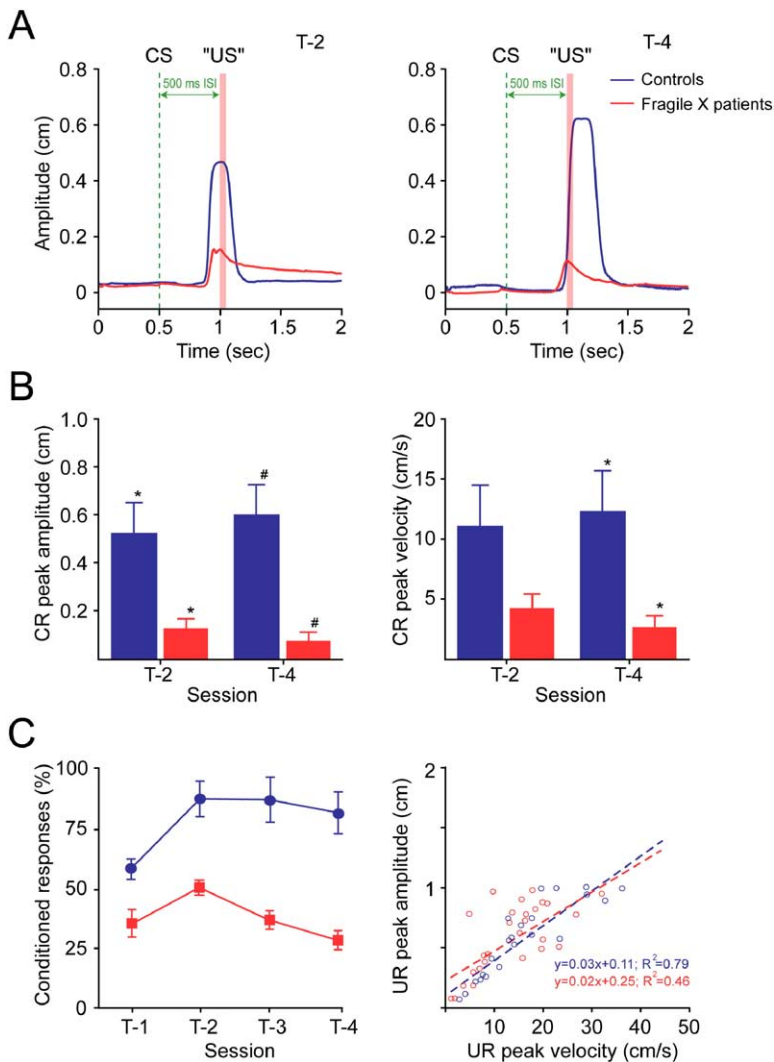 A
CS "US" T-2
500 ms ISI
0.8
0.6
0.4
0.2
0
Amplitude (cm)
0 0.5 1 1.5 2
Time (sec)
CS "US" T-4
500 ms ISI
0.8
0.6
0.4
0.2
0
0 0.5 1 1.5 2
Time (sec)
Controls
Fragile X patients
B
CR peak amplitude (cm)
1.0
0.8
0.6
0.4
0.2
* * # #
T-2 T-4
Session
CR peak velocity (cm/s)
20
15
10
5
* *
T-2 T-4
Session
C
Conditioned responses (%)
100
75
50
25
0
T-1 T-2 T-3 T-4
Session
UR peak amplitude (cm)
2
1
0
y=0.03x+0.11; R²=0.79
y=0.02x+0.25; R²=0.46
10 20 30 40 50
UR peak velocity (cm/s)